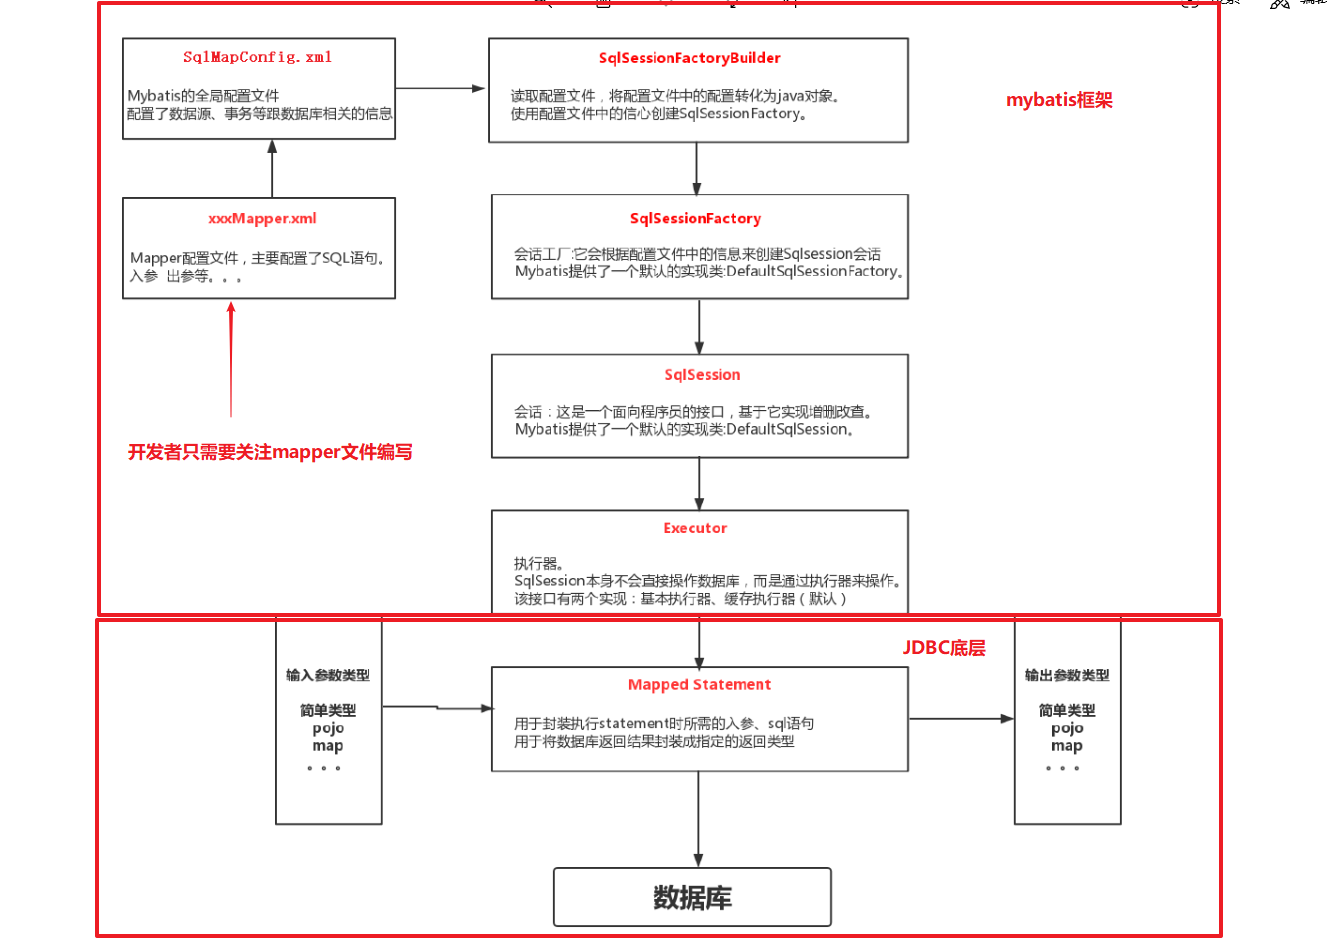 SqlMapConfig.xml
Mybatis的全局配置文件
配置了数据源、事务等跟数据库相关的信息
SqlSessionFactoryBuilder
读取配置文件，将配置文件中的配置转化为java对象。
使用配置文件中的信心创建SqlSessionFactory。
mybatis框架
xxxMapper.xml
Mapper配置文件，主要配置了SQL语句。
入参 出参等。。。
SqlSessionFactory
会话工厂:它会根据配置文件中的信息来创建Sqlsession会话
Mybatis提供了一个默认的实现类:DefaultSqlSessionFactory。
SqlSession
会话：这是一个面向程序员的接口，基于它实现增删改查。
Mybatis提供了一个默认的实现类:DefaultSqlSession。
开发者只需要关注mapper文件编写
Executor
执行器。
SqlSession本身不会直接操作数据库，而是通过执行器来操作。
该接口有两个实现：基本执行器、缓存执行器（默认）
JDBC底层
输入参数类型
简单类型
pojo
map
。。。
Mapped Statement
用于封装执行statement时所需的入参、sql语句
用于将数据库返回结果封装成指定的返回类型
输出参数类型
简单类型
pojo
map
。。。
数据库